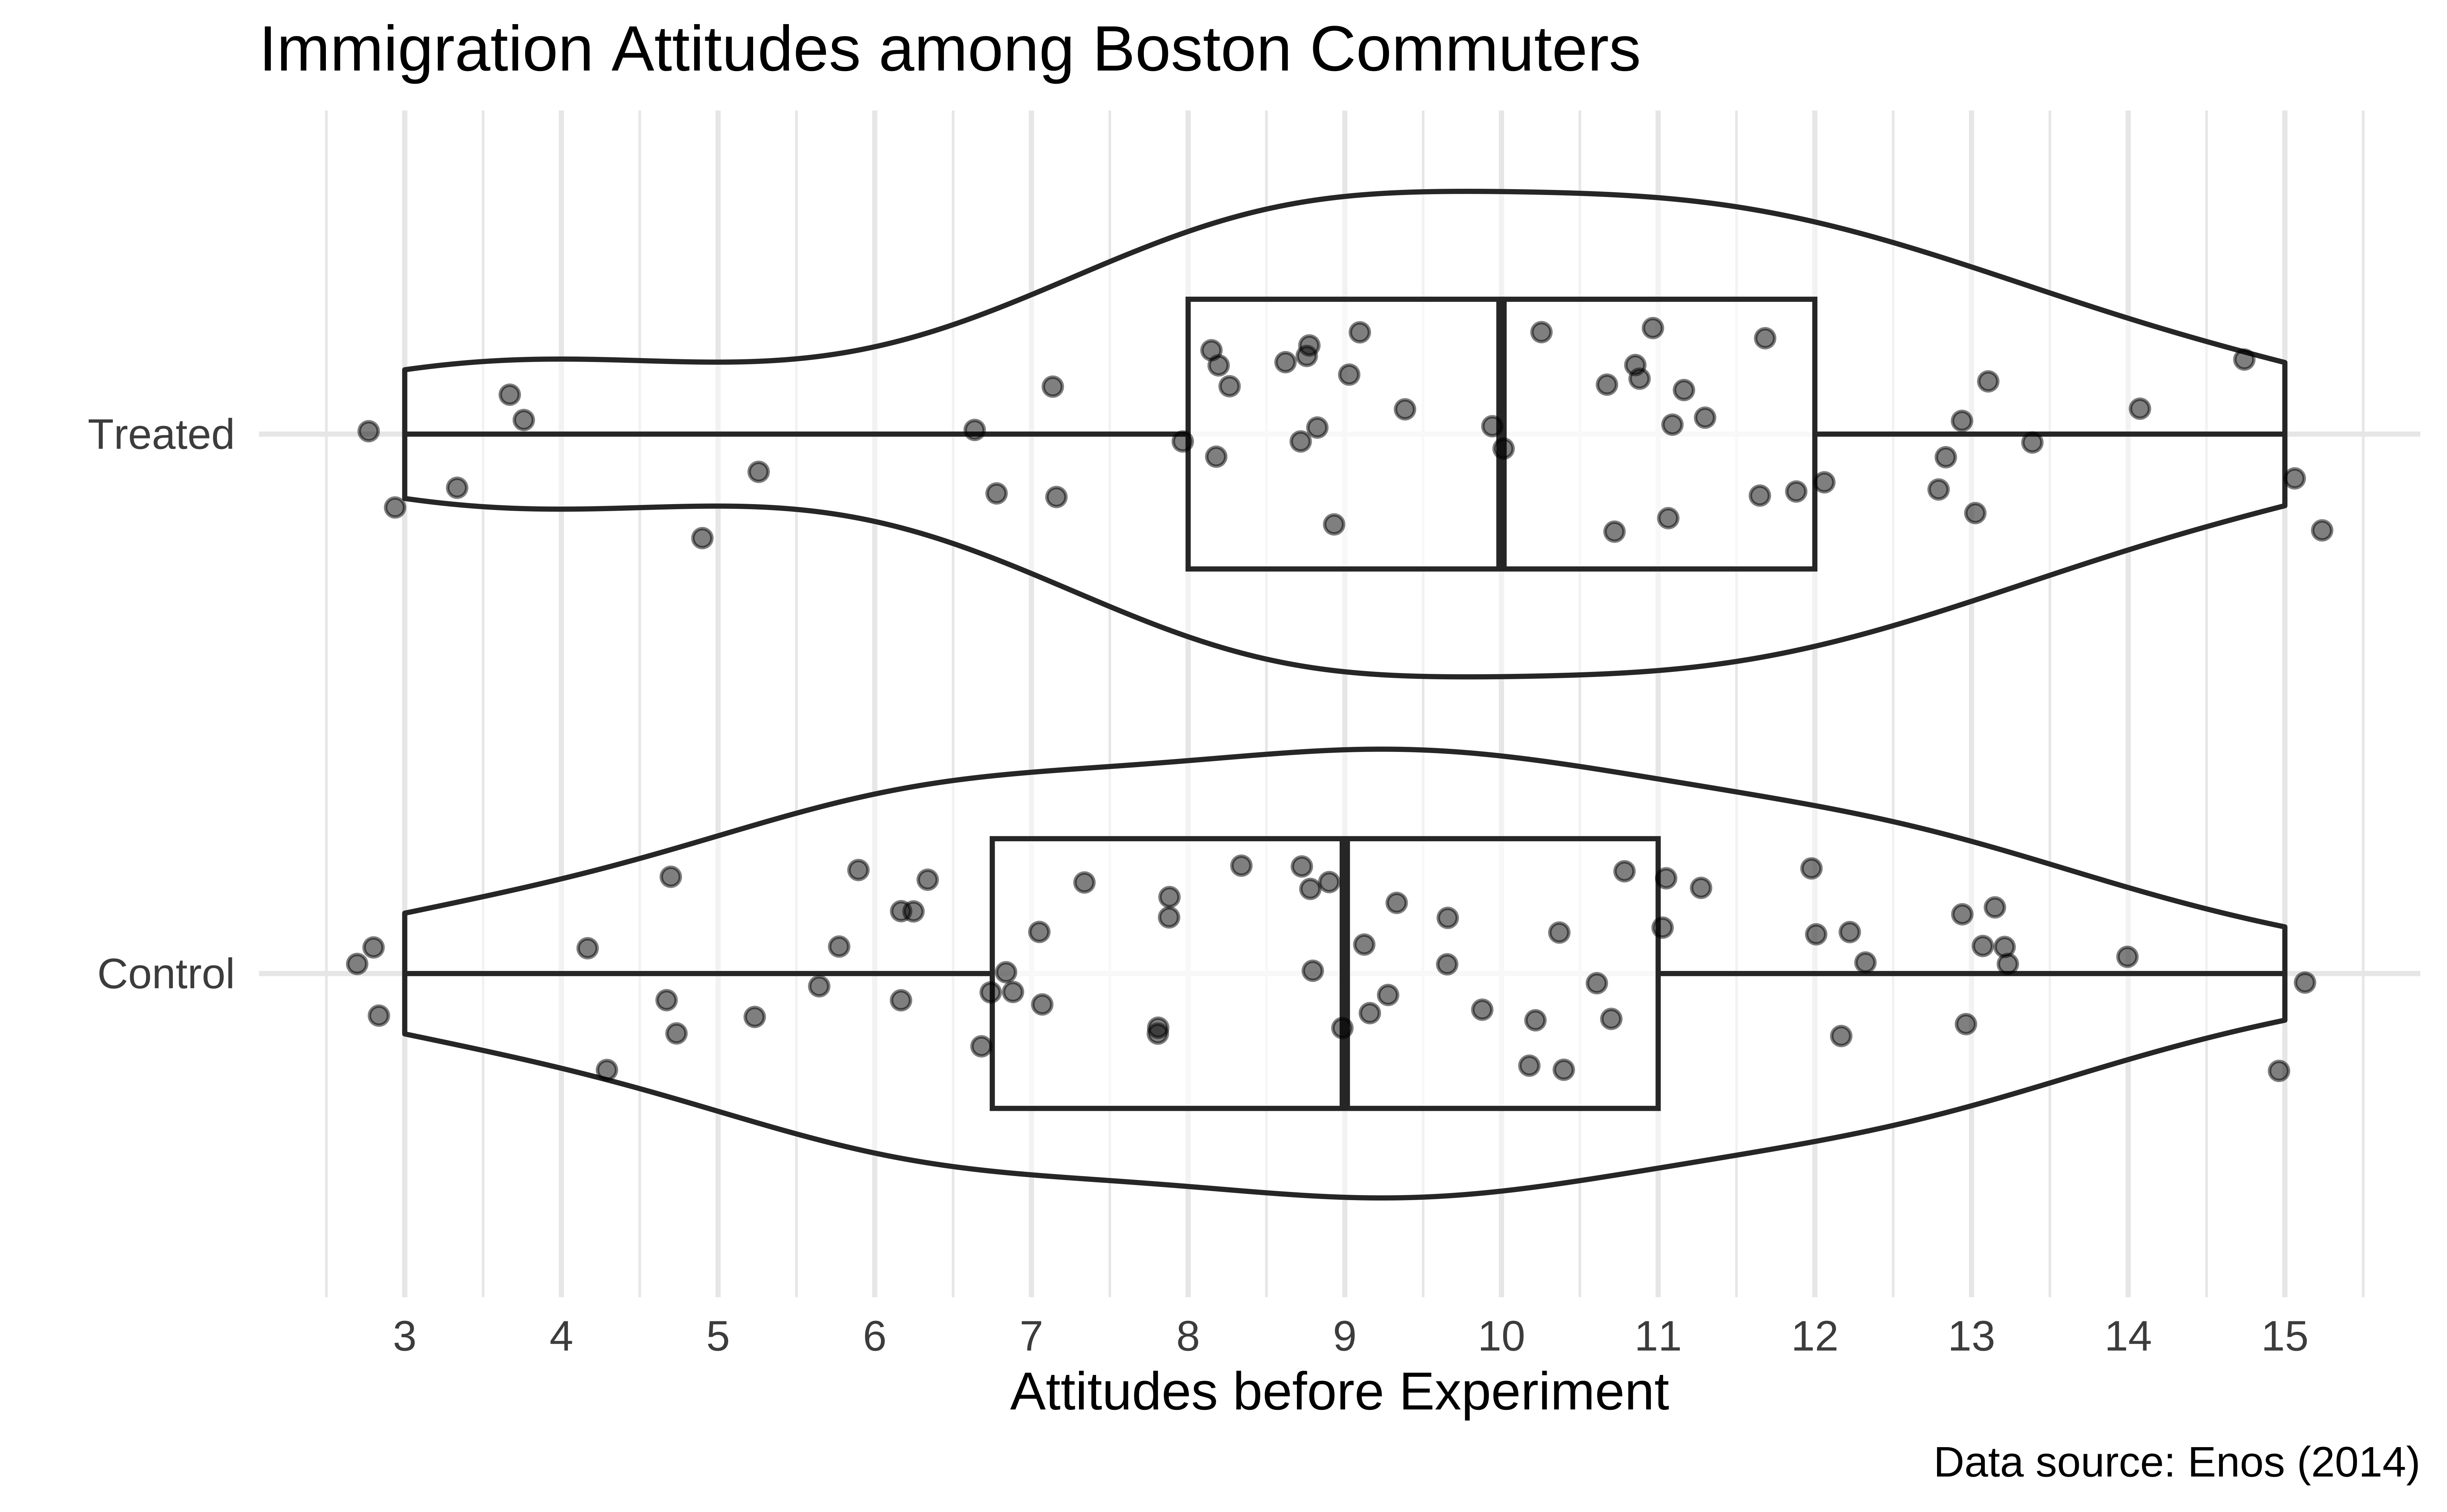 Immigration Attitudes among Boston Commuters
Treated
Control
3 4 5 6 7 8 9 10 11 12 13 14 15
Attitudes before Experiment
Data source: Enos (2014)